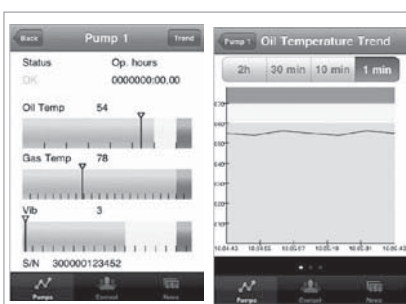 Back Pump 1 Trend
Status Op. hours
OK 0000000:00.00
Oil Temp 54
Gas Temp 78
Vib 3
S/N 300000123452
Pumps Contact News
Pump 1 Oil Temperature Trend
2h 30 min 10 min 1 min
Pumps Contact News